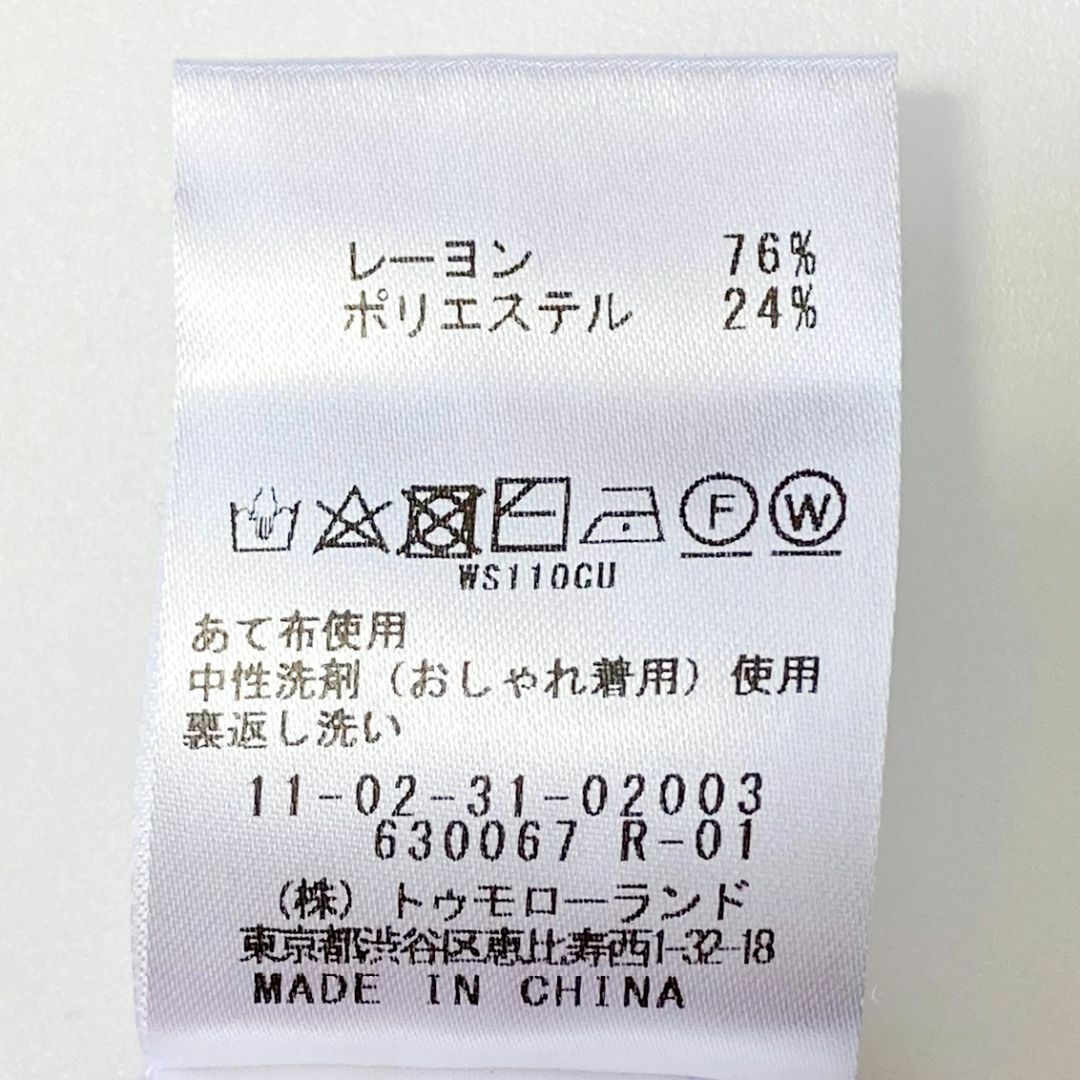 レーヨン 76%
ポリエステル 24%
F W
WS110CU
あて布使用
中性洗剤(おしゃれ着用)使用
裏返し洗い
11-02-31-02003
630067 R-01
(株)トゥモローランド
東京都渋谷区恵比寿西1-32-18
MADE IN CHINA